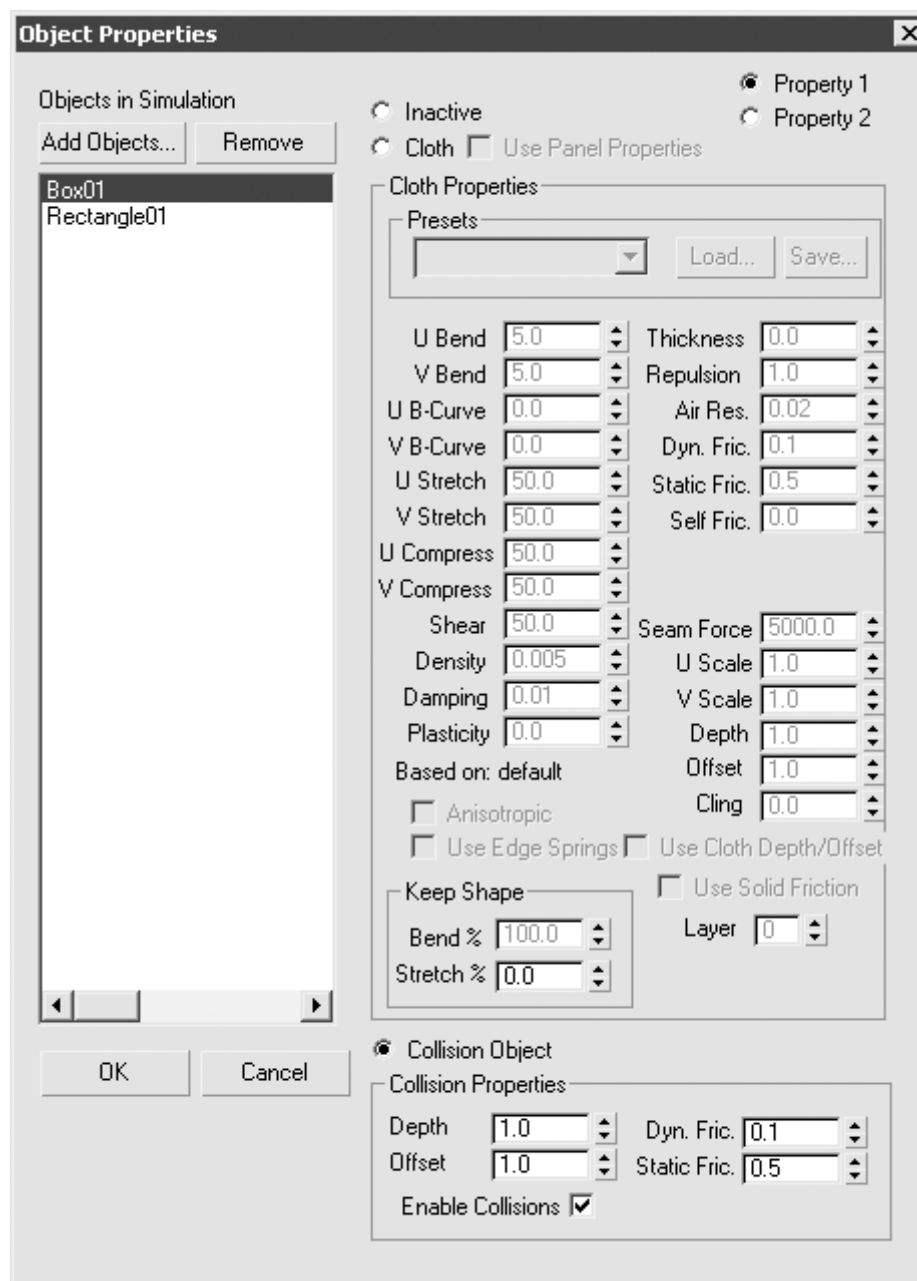 Object Properties
Objects in Simulation
Add Objects... Remove
Box01
Rectangle01
OK Cancel
Property 1
Property 2
Inactive
Cloth Use Panel Properties
Cloth Properties
Presets
Load... Save...
U Bend 5.0 Thickness 0.0
V Bend 5.0 Repulsion 1.0
U B-Curve 0.0 Air Res. 0.02
V B-Curve 0.0 Dyn. Fric. 0.1
U Stretch 50.0 Static Fric. 0.5
V Stretch 50.0 Self Fric. 0.0
U Compress 50.0
V Compress 50.0
Shear 50.0 Seam Force 5000.0
Density 0.005 U Scale 1.0
Damping 0.01 V Scale 1.0
Plasticity 0.0 Depth 1.0
Based on: default Offset 1.0
Anisotropic Cling 0.0
Use Edge Springs Use Cloth Depth/Offset
Keep Shape Use Solid Friction
Bend % 100.0 Layer 0
Stretch % 0.0
Collision Object
Collision Properties
Depth 1.0 Dyn. Fric. 0.1
Offset 1.0 Static Fric. 0.5
Enable Collisions